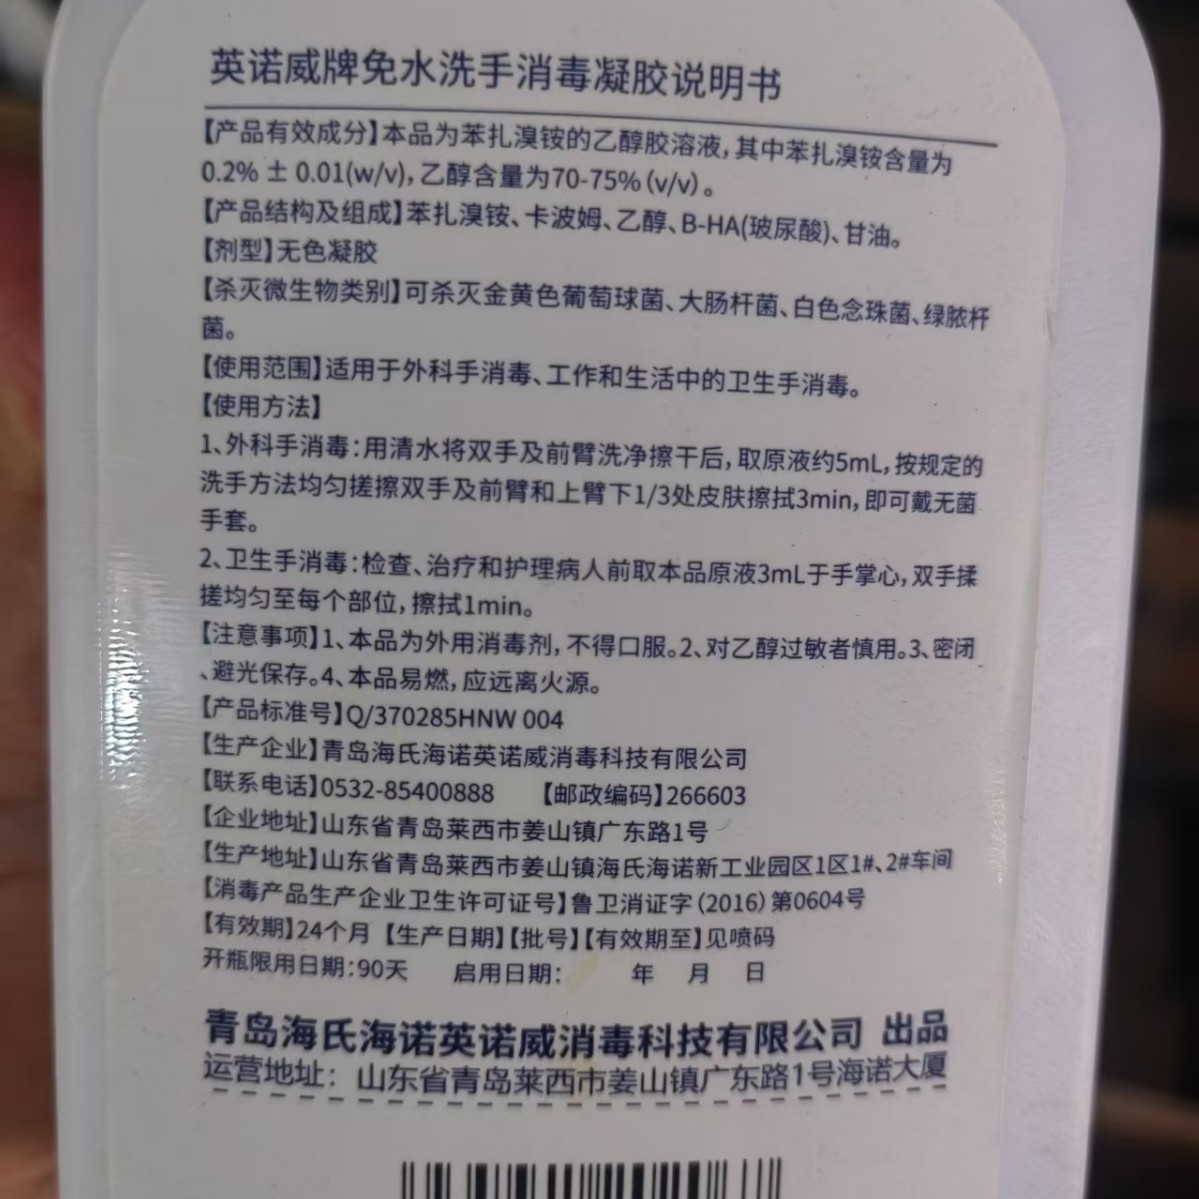 英诺威牌免水洗手消毒凝胶说明书
【产品有效成分】本品为苯扎溴铵的乙醇胶溶液,其中苯扎溴铵含量为
0.2% ± 0.01(w/v),乙醇含量为70-75%(v/v)。
【产品结构及组成】苯扎溴铵、卡波姆、乙醇、B-HA(玻尿酸)、甘油。
【剂型】无色凝胶
【杀灭微生物类别】可杀灭金黄色葡萄球菌、大肠杆菌、白色念珠菌、绿脓杆
菌。
【使用范围】适用于外科手消毒、工作和生活中的卫生手消毒。
【使用方法】
1、外科手消毒:用清水将双手及前臂洗净擦干后,取原液约5mL,按规定的
洗手方法均匀搓擦双手及前臂和上臂下1/3处皮肤擦拭3min,即可戴无菌
手套。
2、卫生手消毒:检查、治疗和护理病人前取本品原液3mL于手掌心,双手揉
搓均匀至每个部位,擦拭1min。
【注意事项】1、本品为外用消毒剂,不得口服。2、对乙醇过敏者慎用。3、密闭
、避光保存。4、本品易燃,应远离火源。
【产品标准号】Q/370285HNW 004
【生产企业】青岛海氏海诺英诺威消毒科技有限公司
【联系电话】0532-85400888 【邮政编码】266603
【企业地址】山东省青岛莱西市姜山镇广东路1号
【生产地址】山东省青岛莱西市姜山镇海氏海诺新工业园区1区1#、2#车间
【消毒产品生产企业卫生许可证号】鲁卫消证字(2016)第0604号
【有效期】24个月 【生产日期】【批号】【有效期至】见喷码
开瓶限用日期:90天 启用日期: 年 月 日
青岛海氏海诺英诺威消毒科技有限公司 出品
运营地址: 山东省青岛莱西市姜山镇广东路1号海诺大厦